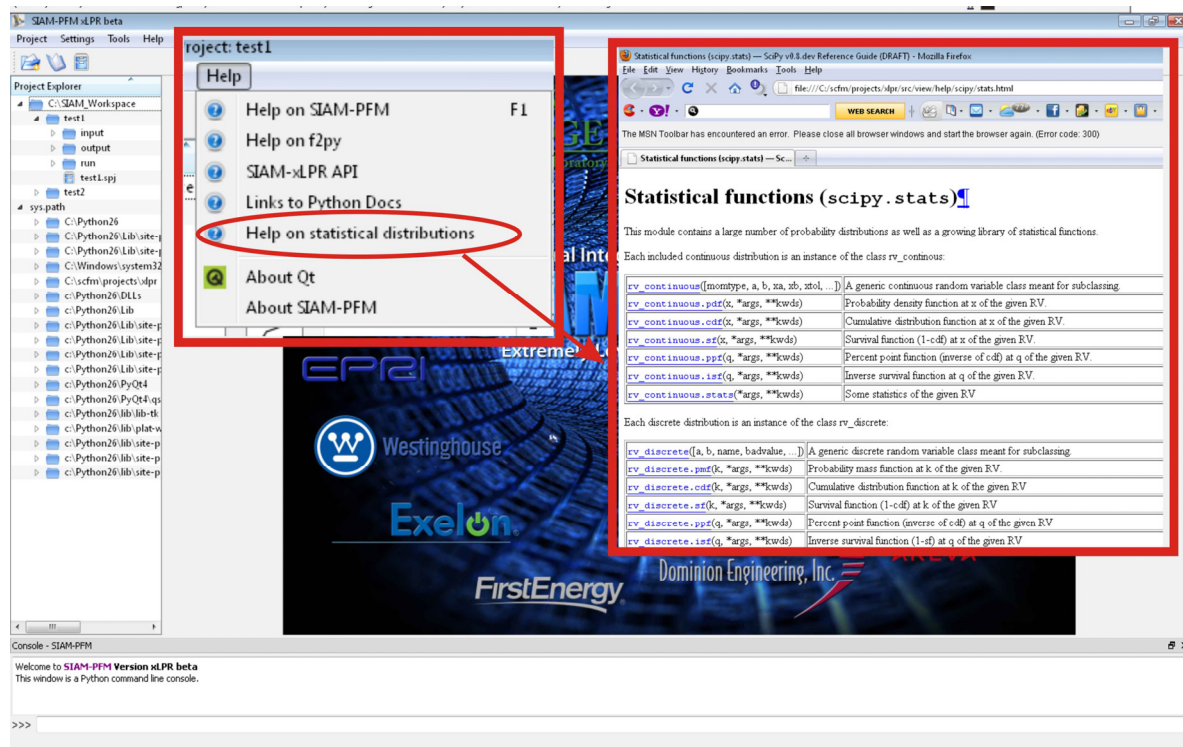 SIAM-PFM xLPR beta
Project Settings Tools Help
Project Explorer
C:\SIAM_Workspace
test1
input
output
run
test1.spj
test2
sys.path
C:\Python26
C:\Python26\Lib\site-p
C:\Python26\Lib\site-p
C:\Windows\system32
C:\scfm\projects\xlpr
c:\Python26\DLLs
c:\Python26\Lib
c:\Python26\Lib\site-p
c:\Python26\Lib\site-p
c:\Python26\Lib\site-p
c:\Python26\Lib\site-p
c:\Python26\PyQt4
c:\Python26\PyQt4\qs
c:\Python26\lib\lib-tk
c:\Python26\lib\plat-w
c:\Python26\lib\site-p
c:\Python26\lib\site-p
c:\Python26\lib\site-p
roject: test1
Help
Help on SIAM-PFM F1
Help on f2py
SIAM-xLPR API
Links to Python Docs
Help on statistical distributions
About Qt
About SIAM-PFM
Statistical functions (scipy.stats) — SciPy v0.8.dev Reference Guide (DRAFT) - Mozilla Firefox
File Edit View History Bookmarks Tools Help
file:///C:/scfm/projects/xlpr/src/view/help/scipy/stats.html
WEB SEARCH
The MSN Toolbar has encountered an error. Please close all browser windows and start the browser again. (Error code: 300)
Statistical functions (scipy.stats) — Sc...
Statistical functions (scipy.stats)¶
This module contains a large number of probability distributions as well as a growing library of statistical functions.
Each included continuous distribution is an instance of the class rv_continous:
rv_continuous([momtype, a, b, xa, xb, xtol, ...]) A generic continuous random variable class meant for subclassing.
rv_continuous.pdf(x, *args, **kwds) Probability density function at x of the given RV.
rv_continuous.cdf(x, *args, **kwds) Cumulative distribution function at x of the given RV.
rv_continuous.sf(x, *args, **kwds) Survival function (1-cdf) at x of the given RV.
rv_continuous.ppf(q, *args, **kwds) Percent point function (inverse of cdf) at q of the given RV.
rv_continuous.isf(q, *args, **kwds) Inverse survival function at q of the given RV.
rv_continuous.stats(*args, **kwds) Some statistics of the given RV
Each discrete distribution is an instance of the class rv_discrete:
rv_discrete([a, b, name, badvalue, ...]) A generic discrete random variable class meant for subclassing.
rv_discrete.pmf(k, *args, **kwds) Probability mass function at k of the given RV.
rv_discrete.cdf(k, *args, **kwds) Cumulative distribution function at k of the given RV
rv_discrete.sf(k, *args, **kwds) Survival function (1-cdf) at k of the given RV
rv_discrete.ppf(q, *args, **kwds) Percent point function (inverse of cdf) at q of the given RV
rv_discrete.isf(q, *args, **kwds) Inverse survival function (1-sf) at q of the given RV
al Int
Extremely Lo
EPRI
Westinghouse
Exelon.
FirstEnergy
Dominion Engineering, Inc.
AREVA
Console - SIAM-PFM
Welcome to SIAM-PFM Version xLPR beta
This window is a Python command line console.
>>>